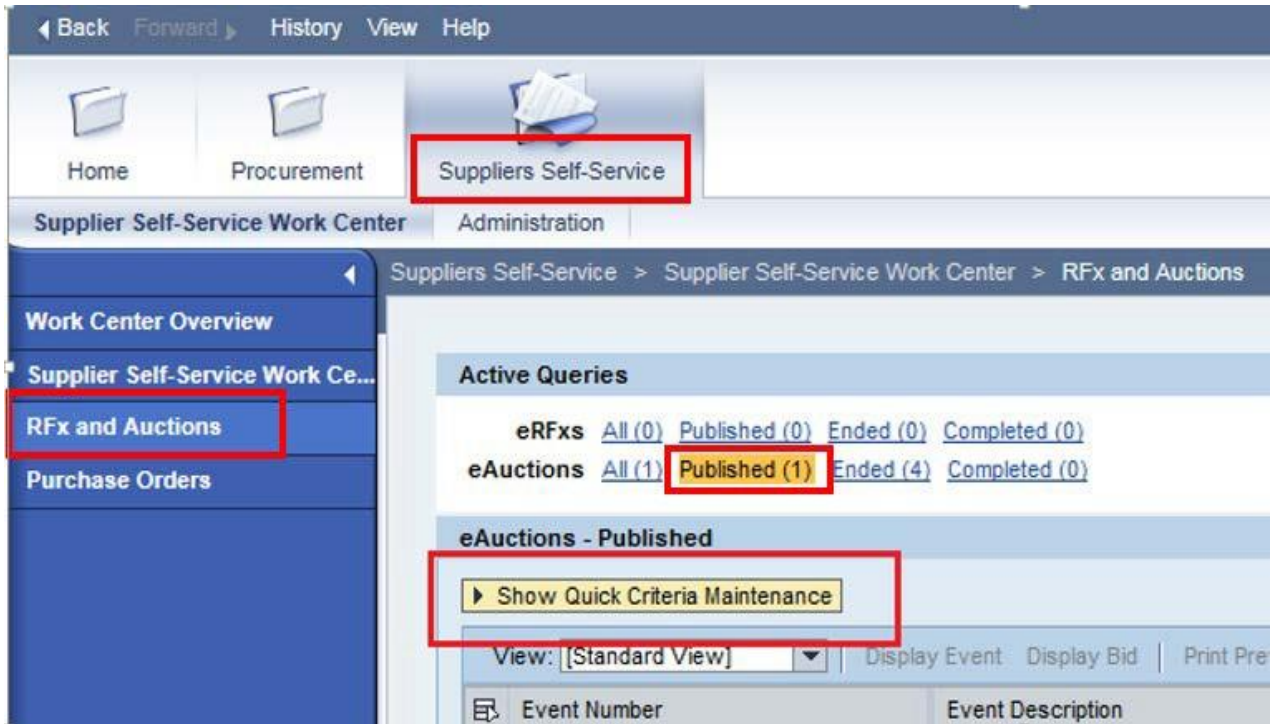 Back Forward History View Help
Home Procurement Suppliers Self-Service
Supplier Self-Service Work Center Administration
Suppliers Self-Service > Supplier Self-Service Work Center > RFx and Auctions
Work Center Overview
Supplier Self-Service Work Ce...
RFx and Auctions
Purchase Orders
Active Queries
eRFxs All (0) Published (0) Ended (0) Completed (0)
eAuctions All (1) Published (1) Ended (4) Completed (0)
eAuctions - Published
Show Quick Criteria Maintenance
View: [Standard View] Display Event Display Bid Print Pre
Event Number Event Description